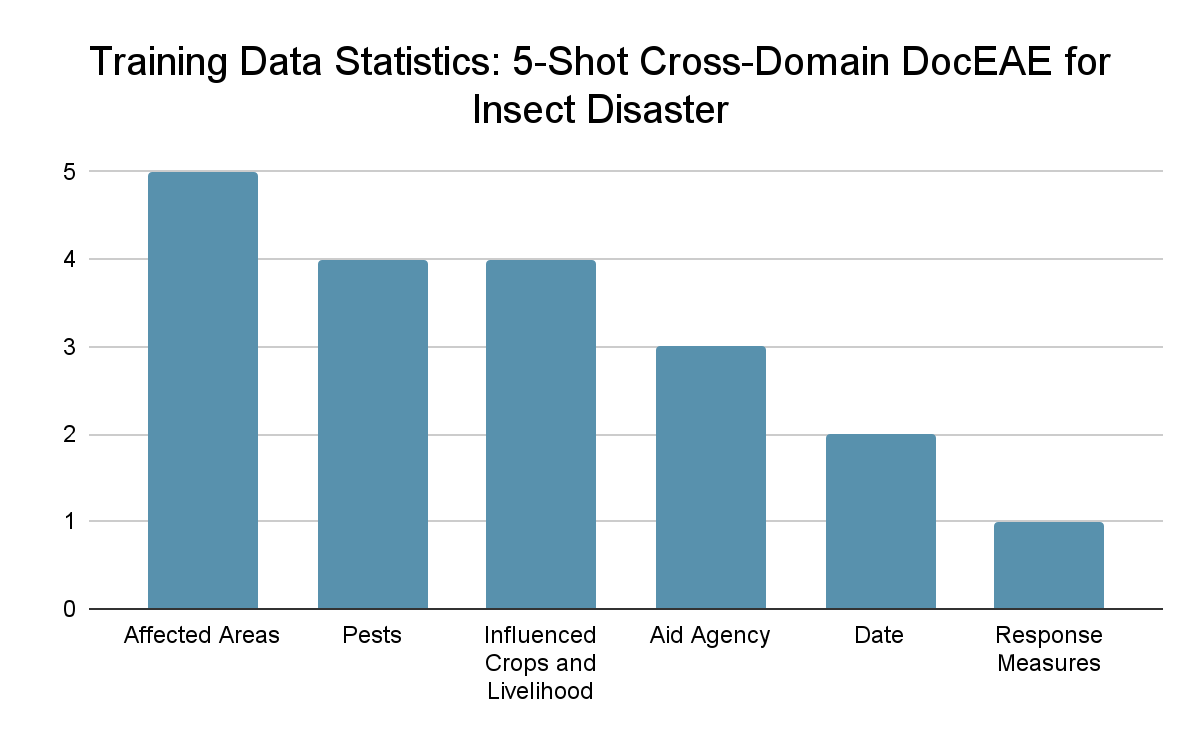 Training Data Statistics: 5-Shot Cross-Domain DocEAE for
Insect Disaster
5
4
3
2
1
0
Affected Areas
Pests
Influenced
Crops and
Livelihood
Aid Agency
Date
Response
Measures